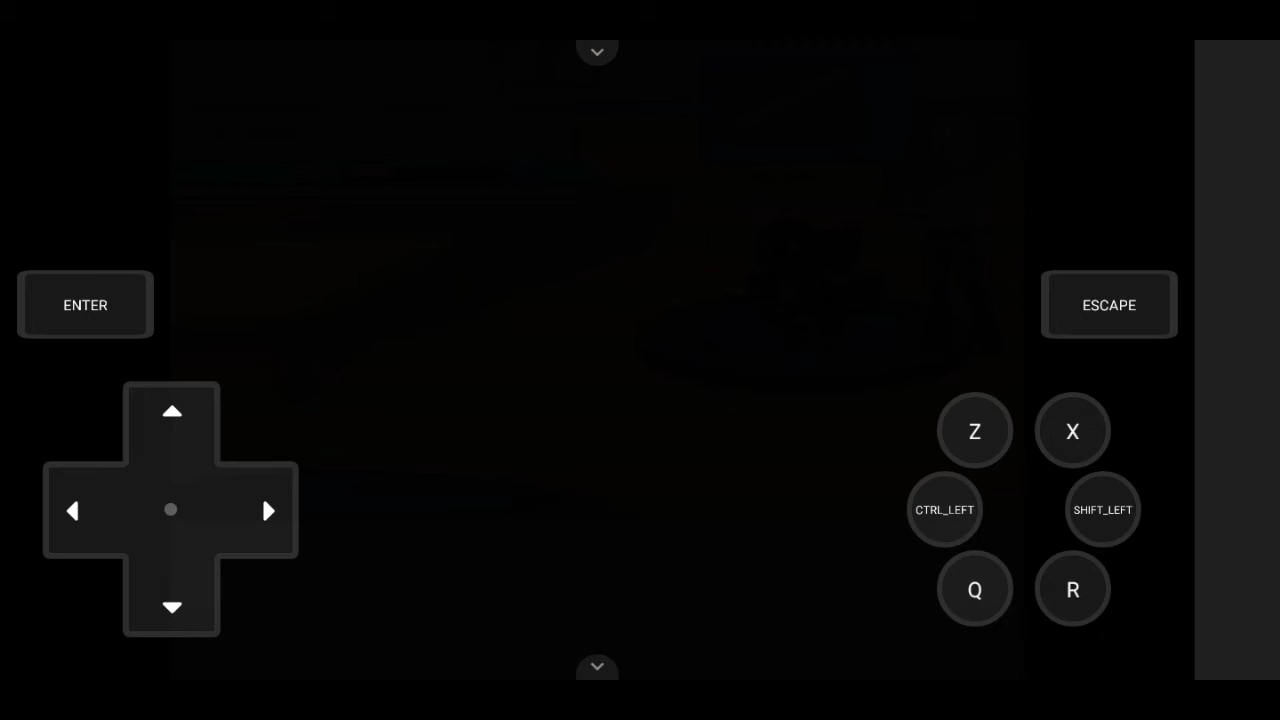 ENTER
ESCAPE
Z
X
CTRL_LEFT
SHIFT_LEFT
Q
R